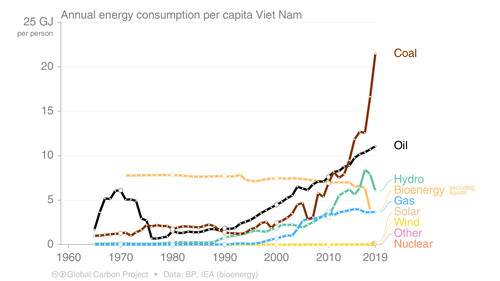 Annual energy consumption per capita Viet Nam
25 GJ
per person
20
15
10
5
0
1960 1970 1980 1990 2000 2010 2019
Coal
Oil
Hydro
Bioenergy excluding liquids
Gas
Solar
Wind
Other
Nuclear
Global Carbon Project • Data: BP, IEA (bioenergy)